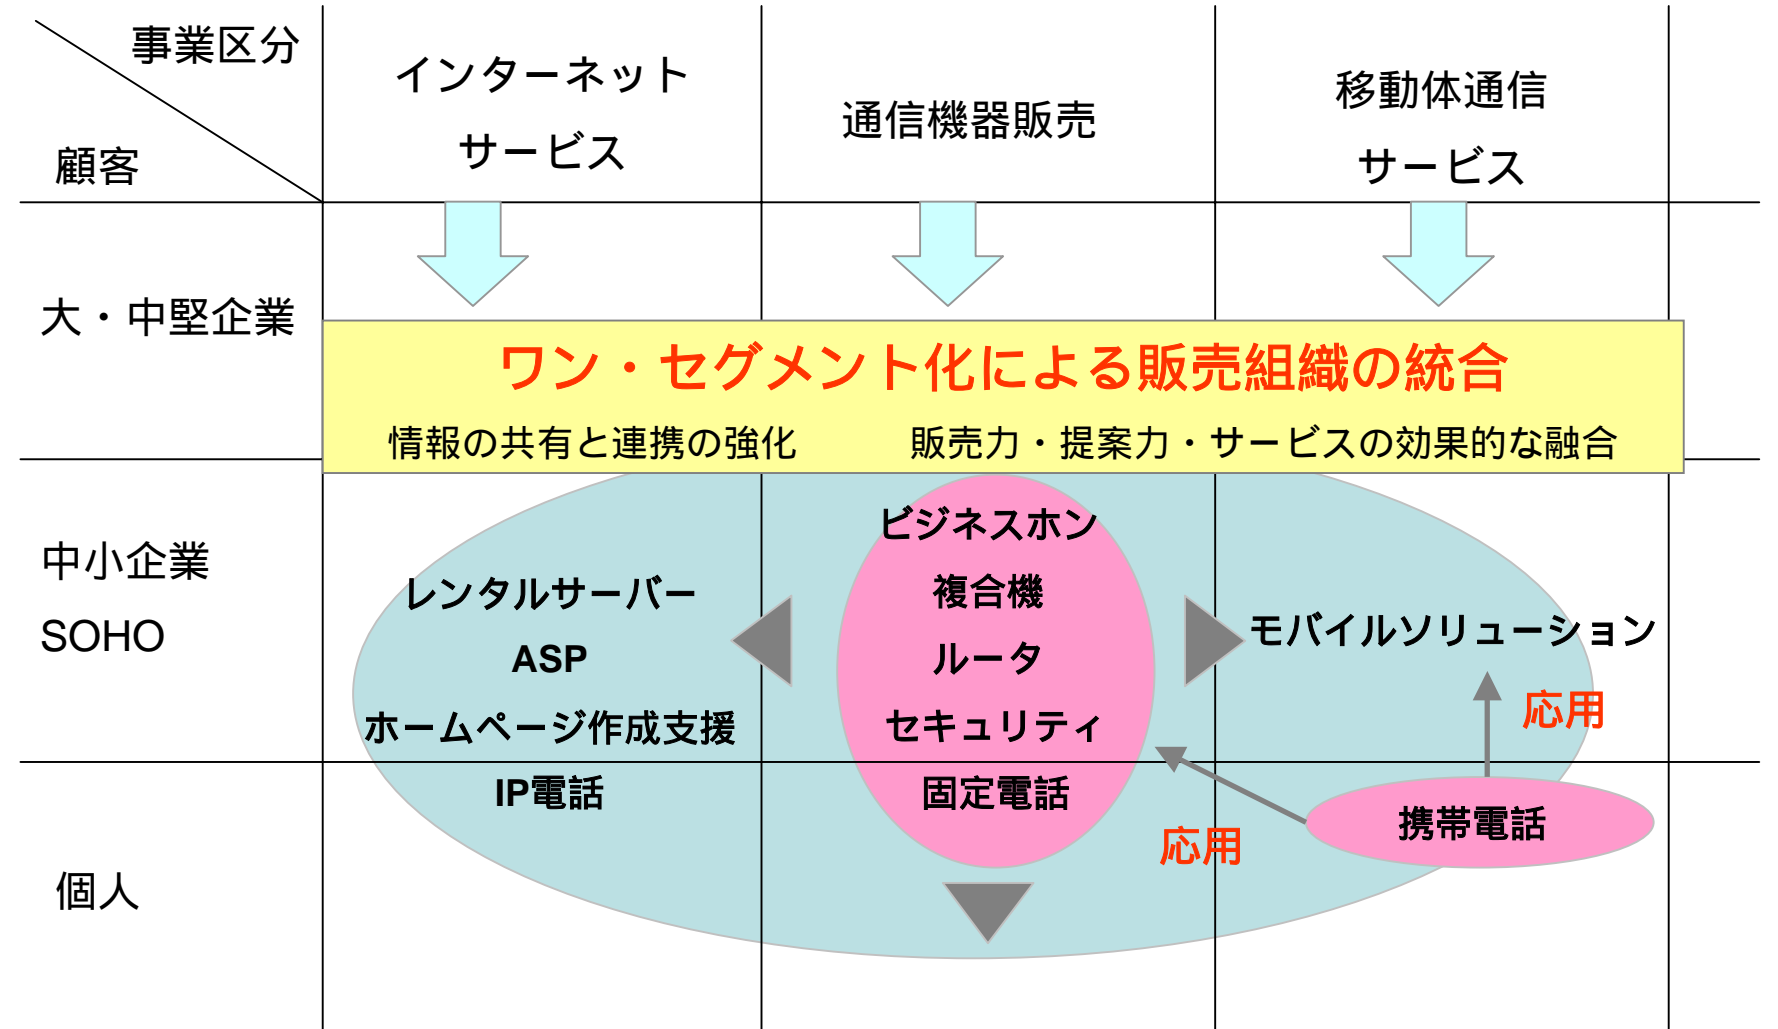 事業区分
顧客
インターネット
サービス
通信機器販売
移動体通信
サービス
大・中堅企業
ワン・セグメント化による販売組織の統合
情報の共有と連携の強化
販売力・提案力・サービスの効果的な融合
中小企業
SOHO
レンタルサーバー
ASP
ホームページ作成支援
IP電話
ビジネスホン
複合機
ルータ
セキュリティ
固定電話
モバイルソリューション
応用
応用
携帯電話
個人